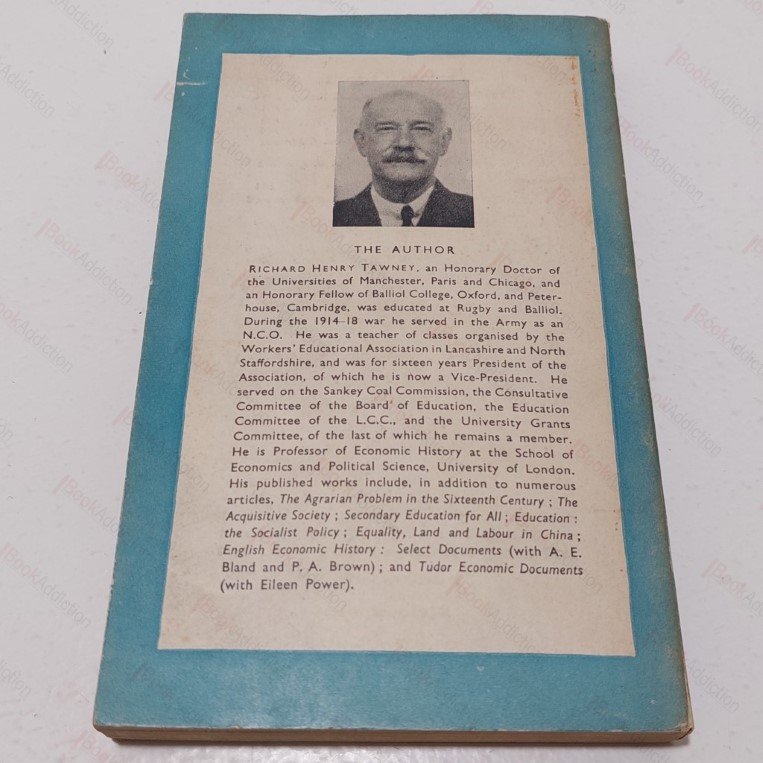 THE AUTHOR
RICHARD HENRY TAWNEY, an Honorary Doctor of
the Universities of Manchester, Paris and Chicago, and
an Honorary Fellow of Balliol College, Oxford, and Peter-
house, Cambridge, was educated at Rugby and Balliol.
During the 1914-18 war he served in the Army as an
N.C.O. He was a teacher of classes organised by the
Workers' Educational Association in Lancashire and North
Staffordshire, and was for sixteen years President of the
Association, of which he is now a Vice-President. He
served on the Sankey Coal Commission, the Consultative
Committee of the Board of Education, the Education
Committee of the L.C.C., and the University Grants
Committee, of the last of which he remains a member.
He is Professor of Economic History at the School of
Economics and Political Science, University of London.
His published works include, in addition to numerous
articles, The Agrarian Problem in the Sixteenth Century ; The
Acquisitive Society ; Secondary Education for All ; Education :
the Socialist Policy ; Equality, Land and Labour in China ;
English Economic History : Select Documents (with A. E.
Bland and P. A. Brown) ; and Tudor Economic Documents
(with Eileen Power).
BookAddiction